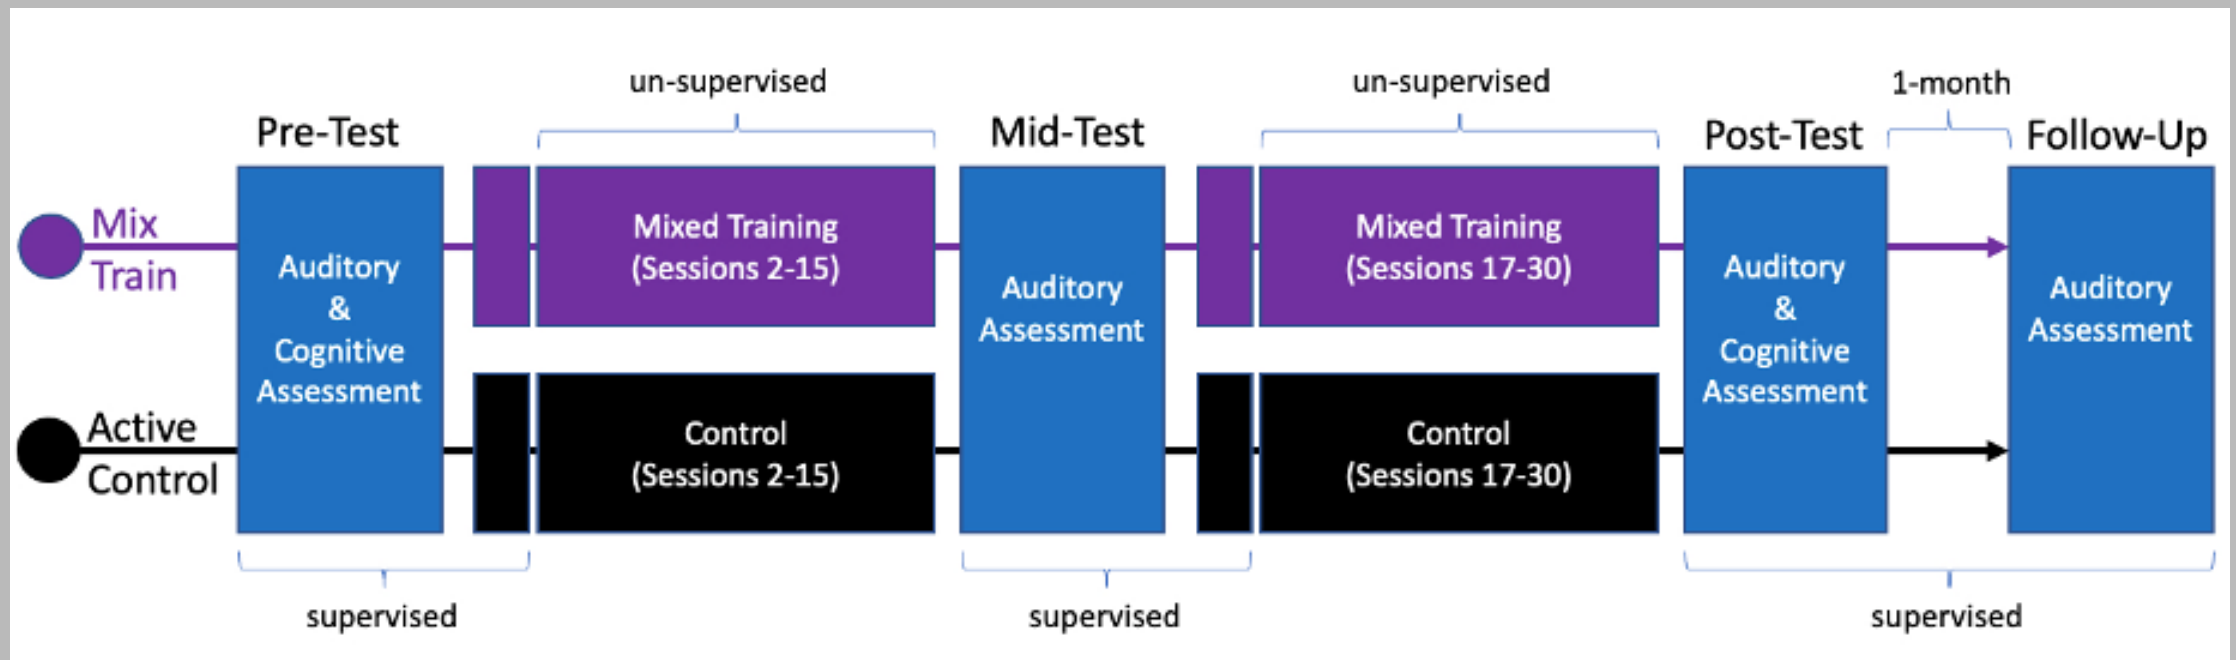 un-supervised
un-supervised
1-month
Pre-Test
Mid-Test
Post-Test
Follow-Up
Mix
Train
Auditory
&
Cognitive
Assessment
Mixed Training
(Sessions 2-15)
Auditory
Assessment
Mixed Training
(Sessions 17-30)
Auditory
&
Cognitive
Assessment
Auditory
Assessment
Active
Control
Control
(Sessions 2-15)
Control
(Sessions 17-30)
supervised
supervised
supervised